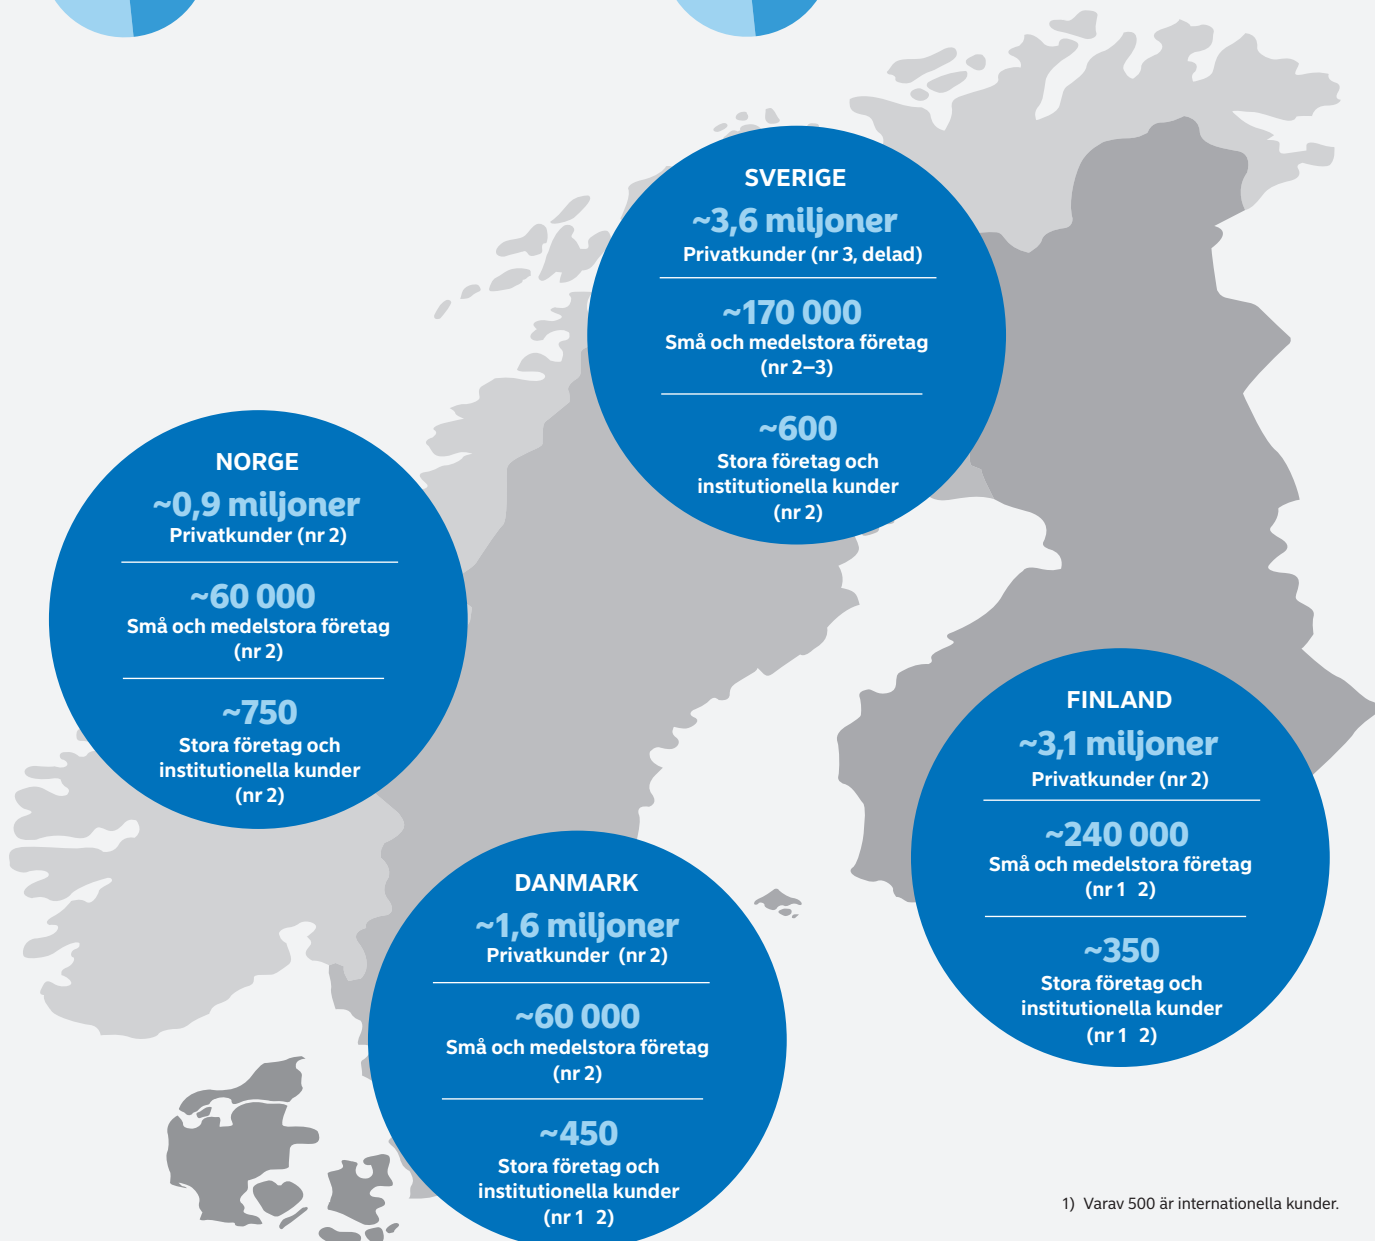 SVERIGE
~3,6 miljoner
Privatkunder (nr 3, delad)
~170 000
Små och medelstora företag
(nr 2–3)
~600
Stora företag och
institutionella kunder
(nr 2)
NORGE
~0,9 miljoner
Privatkunder (nr 2)
~60 000
Små och medelstora företag
(nr 2)
~750
Stora företag och
institutionella kunder
(nr 2)
FINLAND
~3,1 miljoner
Privatkunder (nr 2)
~240 000
Små och medelstora företag
(nr 1 2)
~350
Stora företag och
institutionella kunder
(nr 1 2)
DANMARK
~1,6 miljoner
Privatkunder (nr 2)
~60 000
Små och medelstora företag
(nr 2)
~450
Stora företag och
institutionella kunder
(nr 1 2)
1) Varav 500 är internationella kunder.